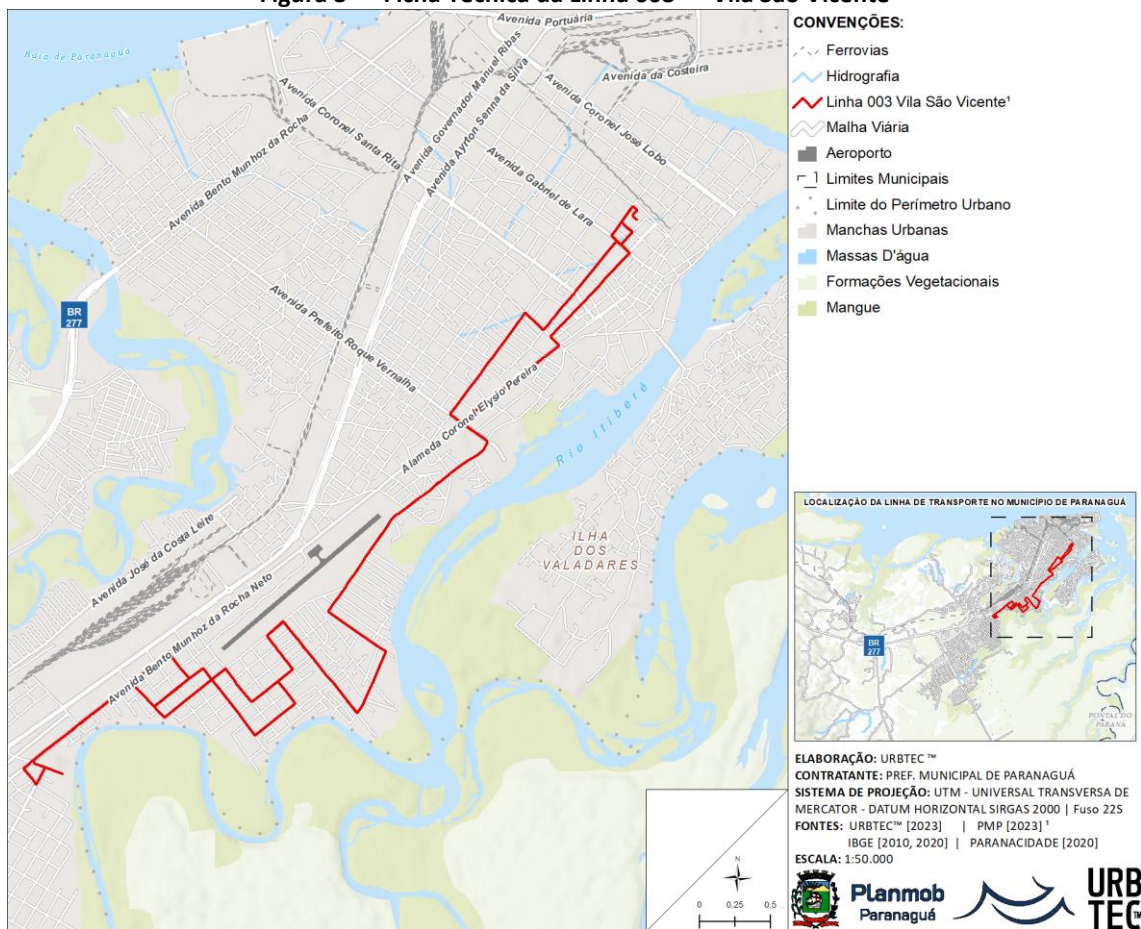 Figura 3 – Ficha Técnica da Linha 003 – Vila São Vicente
Baia de Paranaguá
Avenida Portuária
Avenida da Costeira
Avenida Governador Manuel Ribas
Avenida Ayrton Senna da Silva
Avenida Coronel José Lobo
Avenida Coronel Santa Rita
Avenida Bento Munhoz da Rocha
Avenida Gabriel de Lara
BR
277
Avenida Prefeito Roque Vernalha
Alameda Coronel Elysio Pereira
Rio Itiberê
ILHA
DOS
VALADARES
Avenida José da Costa Leite
Avenida Bento Munhoz da Rocha Neto
N
0 0,25 0,5
CONVENÇÕES:
Ferrovias
Hidrografia
Linha 003 Vila São Vicente¹
Malha Viária
Aeroporto
Limites Municipais
Limite do Perímetro Urbano
Manchas Urbanas
Massas D'água
Formações Vegetacionais
Mangue
LOCALIZAÇÃO DA LINHA DE TRANSPORTE NO MUNICÍPIO DE PARANAGUÁ
BR
277
PONTAL DO
PARANÁ
ELABORAÇÃO: URBTEC ™
CONTRATANTE: PREF. MUNICIPAL DE PARANAGUÁ
SISTEMA DE PROJEÇÃO: UTM - UNIVERSAL TRANSVERSA DE
MERCATOR - DATUM HORIZONTAL SIRGAS 2000 | Fuso 22S
FONTES: URBTEC™ [2023] | PMP [2023] ¹
IBGE [2010, 2020] | PARANACIDADE [2020]
ESCALA: 1:50.000
Planmob
Paranaguá
URB
TEC™